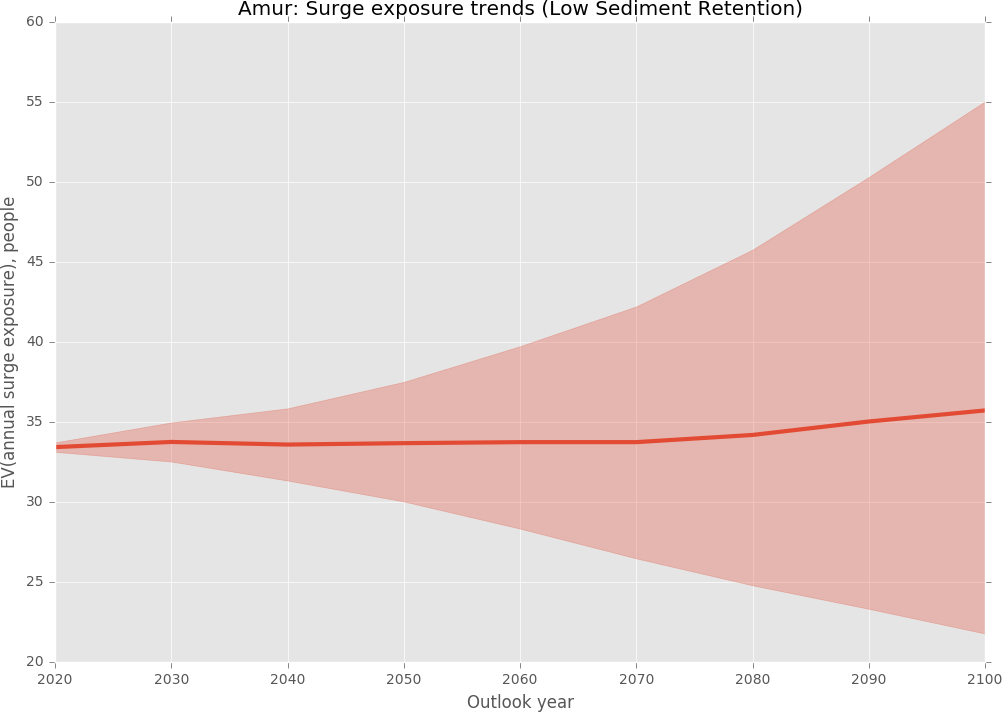 Amur: Surge exposure trends (Low Sediment Retention)
EV(annual surge exposure), people
60
55
50
45
40
35
30
25
20
2020 2030 2040 2050 2060 2070 2080 2090 2100
Outlook year